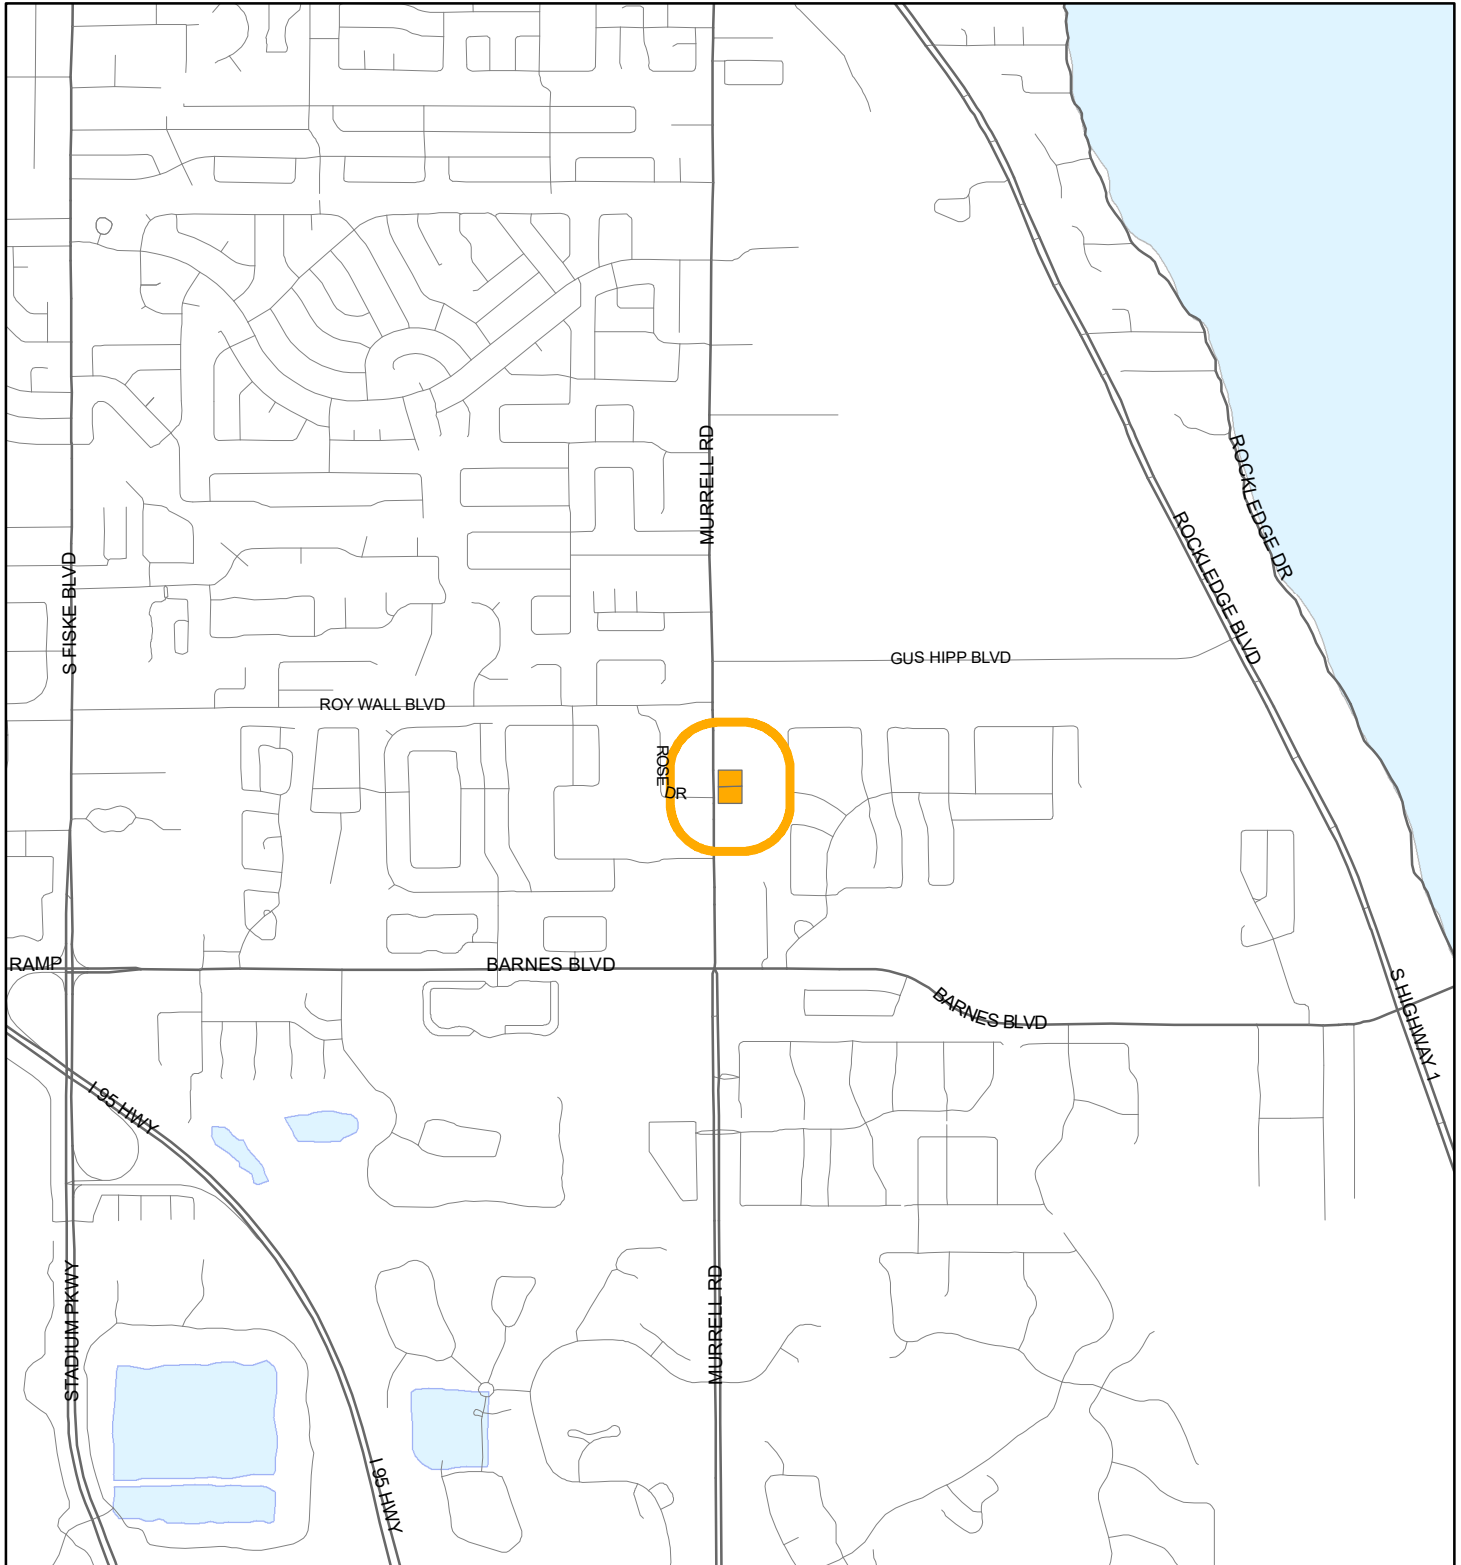 MURRELL RD
ROCKLEDGE DR
ROCKLEDGE BLVD
S FISKE BLVD
GUS HIPP BLVD
ROY WALL BLVD
ROSE DR
RAMP
BARNES BLVD
BARNES BLVD
S HIGHWAY 1
I 95 HWY
STADIUM PKWY
MURRELL RD
I 95 HWY